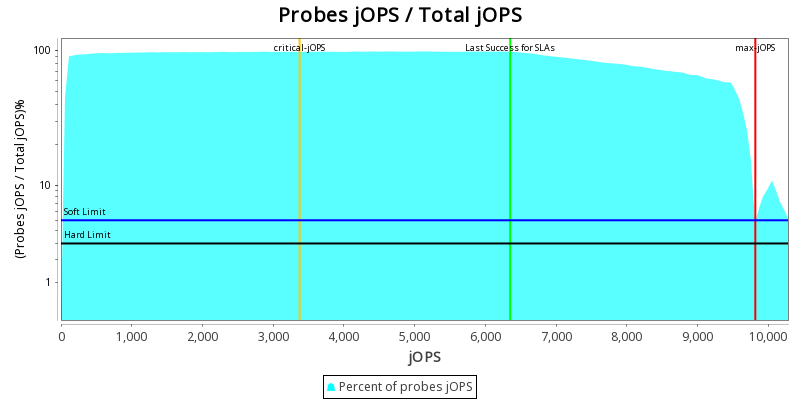 Probes jOPS / Total jOPS
(Probes jOPS / Total jOPS)%
100
10
1
critical-jOPS
Last Success for SLAs
max-jOPS
Soft Limit
Hard Limit
0 1,000 2,000 3,000 4,000 5,000 6,000 7,000 8,000 9,000 10,000
jOPS
Percent of probes jOPS